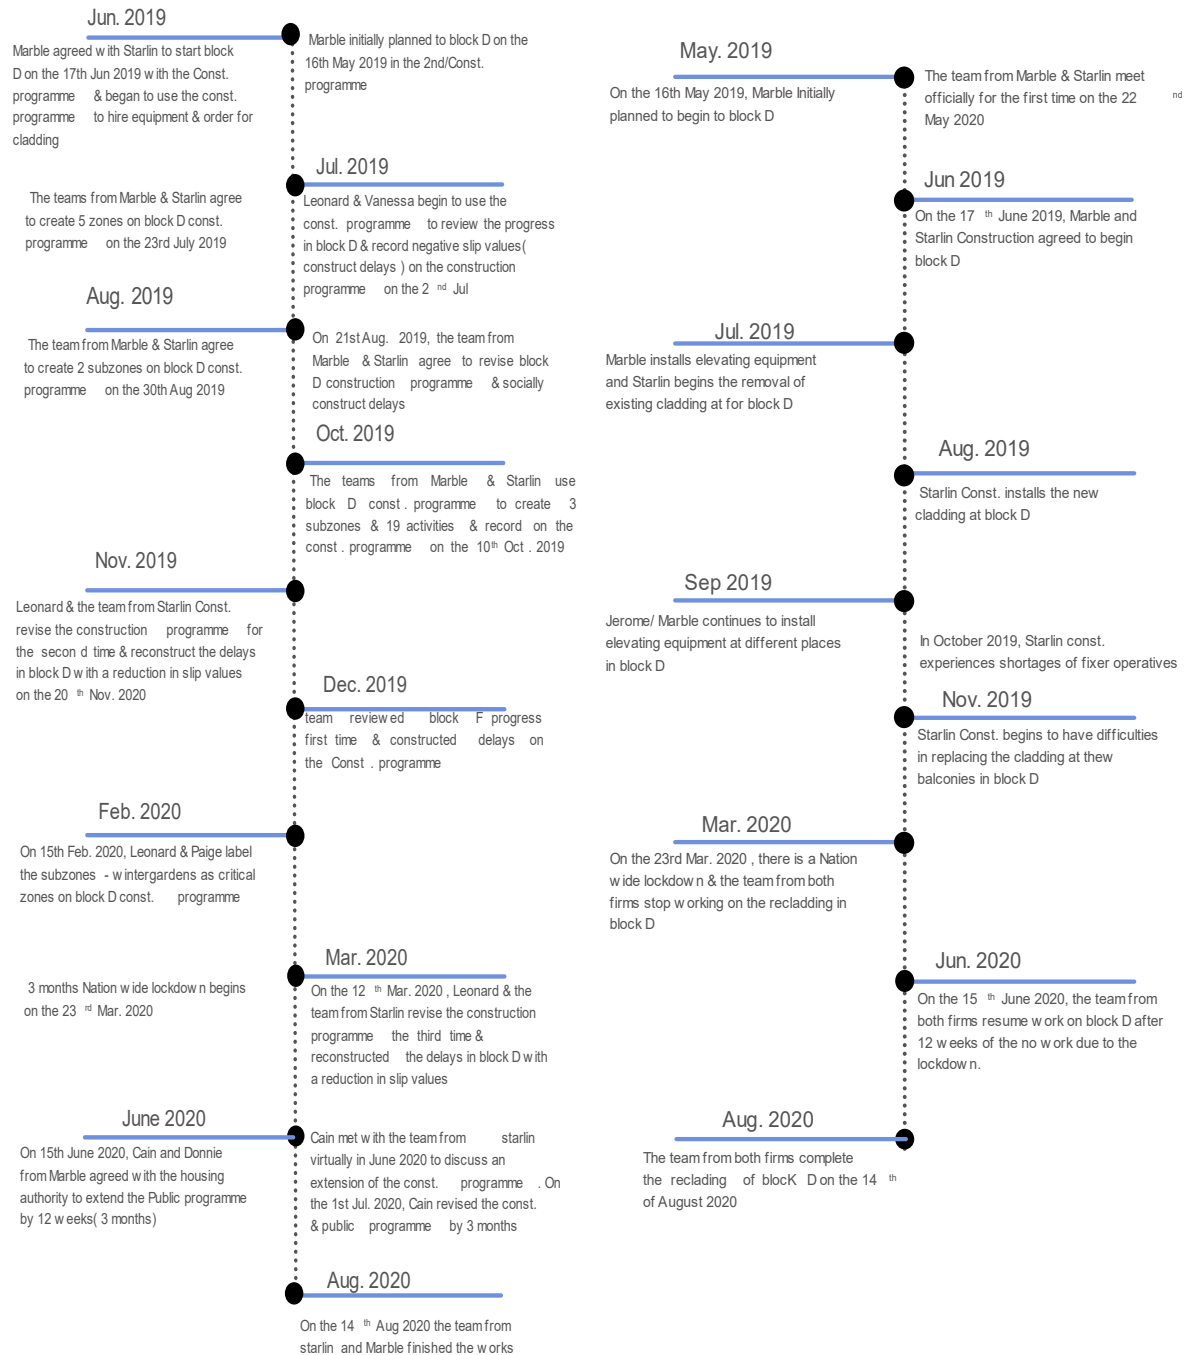 Jun. 2019
Marble agreed with Starlin to start block
D on the 17th Jun 2019 with the Const.
programme & began to use the const.
programme to hire equipment & order for
cladding
Marble initially planned to block D on the
16th May 2019 in the 2nd/Const.
programme
Jul. 2019
The teams from Marble & Starlin agree
to create 5 zones on block D const.
programme on the 23rd July 2019
Leonard & Vanessa begin to use the
const. programme to review the progress
in block D & record negative slip values(
construct delays ) on the construction
programme on the 2 nd Jul
Aug. 2019
The team from Marble & Starlin agree
to create 2 subzones on block D const.
programme on the 30th Aug 2019
On 21st Aug. 2019, the team from
Marble & Starlin agree to revise block
D construction programme & socially
construct delays
Oct. 2019
The teams from Marble & Starlin use
block D const . programme to create 3
subzones & 19 activities & record on the
const . programme on the 10th Oct . 2019
Nov. 2019
Leonard & the team from Starlin Const.
revise the construction programme for
the secon d time & reconstruct the delays
in block D with a reduction in slip values
on the 20 th Nov. 2020
Dec. 2019
team reviewed block F progress
first time & constructed delays on
the Const . programme
Feb. 2020
On 15th Feb. 2020, Leonard & Paige label
the subzones - wintergardens as critical
zones on block D const. programme
Mar. 2020
3 months Nation wide lockdown begins
on the 23 rd Mar. 2020
On the 12 th Mar. 2020 , Leonard & the
team from Starlin revise the construction
programme the third time &
reconstructed the delays in block D with
a reduction in slip values
June 2020
On 15th June 2020, Cain and Donnie
from Marble agreed with the housing
authority to extend the Public programme
by 12 weeks( 3 months)
Cain met with the team from starlin
virtually in June 2020 to discuss an
extension of the const. programme . On
the 1st Jul. 2020, Cain revised the const.
& public programme by 3 months
Aug. 2020
On the 14 th Aug 2020 the team from
starlin and Marble finished the works
May. 2019
On the 16th May 2019, Marble Initially
planned to begin to block D
The team from Marble & Starlin meet
officially for the first time on the 22 nd
May 2020
Jun 2019
On the 17 th June 2019, Marble and
Starlin Construction agreed to begin
block D
Jul. 2019
Marble installs elevating equipment
and Starlin begins the removal of
existing cladding at for block D
Aug. 2019
Starlin Const. installs the new
cladding at block D
Sep 2019
Jerome/ Marble continues to install
elevating equipment at different places
in block D
In October 2019, Starlin const.
experiences shortages of fixer operatives
Nov. 2019
Starlin Const. begins to have difficulties
in replacing the cladding at thew
balconies in block D
Mar. 2020
On the 23rd Mar. 2020 , there is a Nation
wide lockdown & the team from both
firms stop working on the recladding in
block D
Jun. 2020
On the 15 th June 2020, the team from
both firms resume work on block D after
12 weeks of the no work due to the
lockdown.
Aug. 2020
The team from both firms complete
the reclading of blocK D on the 14 th
of August 2020